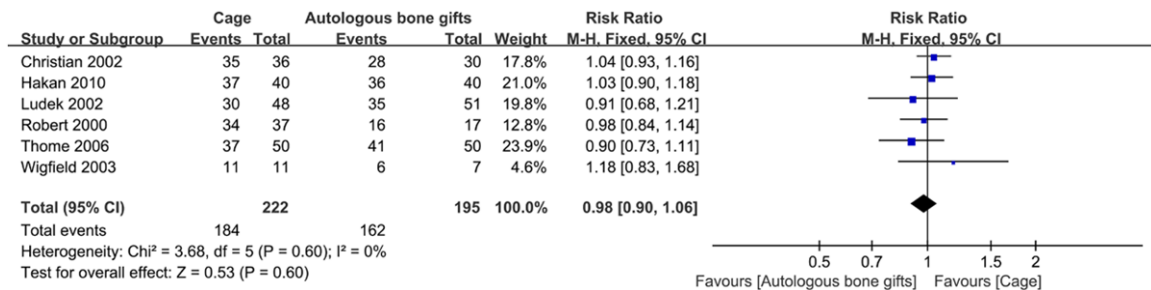 Cage Autologous bone gifts Risk Ratio Risk Ratio
Study or Subgroup Events Total Events Total Weight M-H, Fixed, 95% CI M-H, Fixed, 95% CI
Christian 2002 35 36 28 30 17.8% 1.04 [0.93, 1.16]
Hakan 2010 37 40 36 40 21.0% 1.03 [0.90, 1.18]
Ludek 2002 30 48 35 51 19.8% 0.91 [0.68, 1.21]
Robert 2000 34 37 16 17 12.8% 0.98 [0.84, 1.14]
Thome 2006 37 50 41 50 23.9% 0.90 [0.73, 1.11]
Wigfield 2003 11 11 6 7 4.6% 1.18 [0.83, 1.68]
Total (95% CI) 222 195 100.0% 0.98 [0.90, 1.06]
Total events 184 162
Heterogeneity: Chi² = 3.68, df = 5 (P = 0.60); I² = 0%
Test for overall effect: Z = 0.53 (P = 0.60)
0.5 0.7 1 1.5 2
Favours [Autologous bone gifts] Favours [Cage]